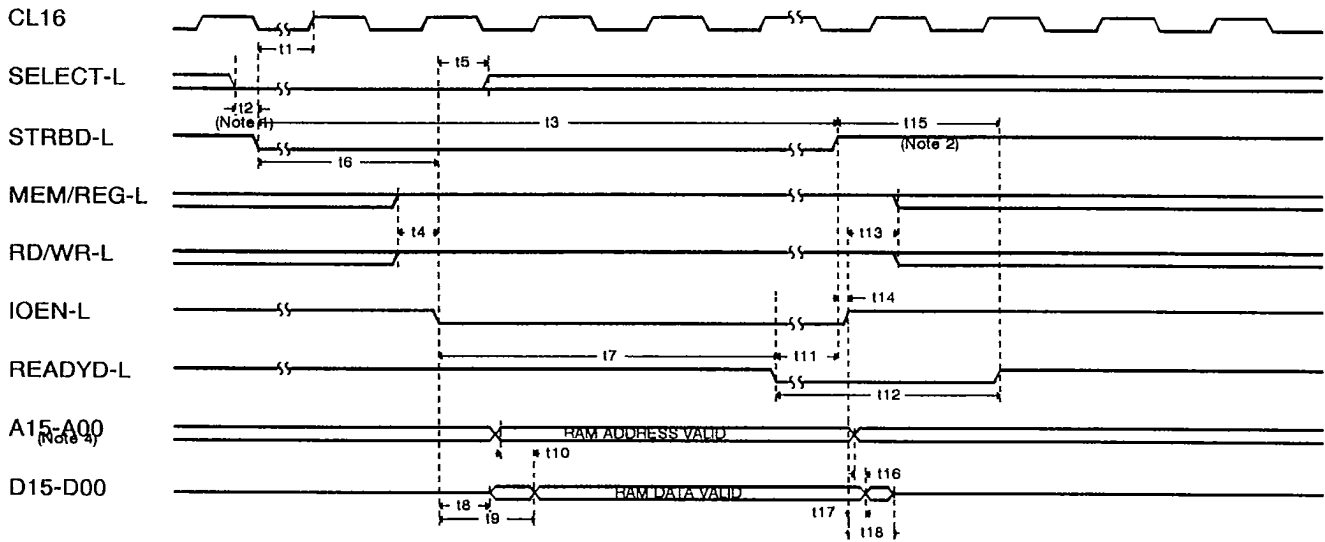 CL16
t1
SELECT-L
t5
t2
(Note 1)
t3
t15
STRBD-L
(Note 2)
t6
MEM/REG-L
t4
t13
RD/WR-L
t14
IOEN-L
t7
t11
READYD-L
t12
A15-A00
(Note 4)
RAM ADDRESS VALID
t10
t16
D15-D00
RAM DATA VALID
t8
t9
t17
t18